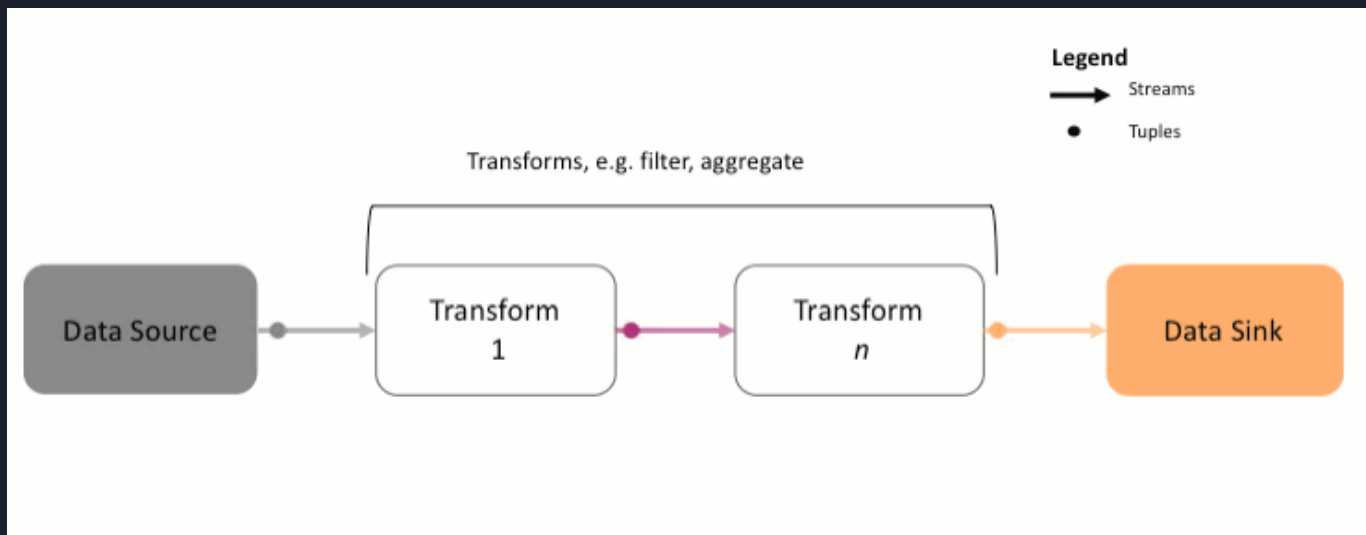 Legend
Streams
Tuples
Transforms, e.g. filter, aggregate
Data Source
Transform
1
Transform
n
Data Sink